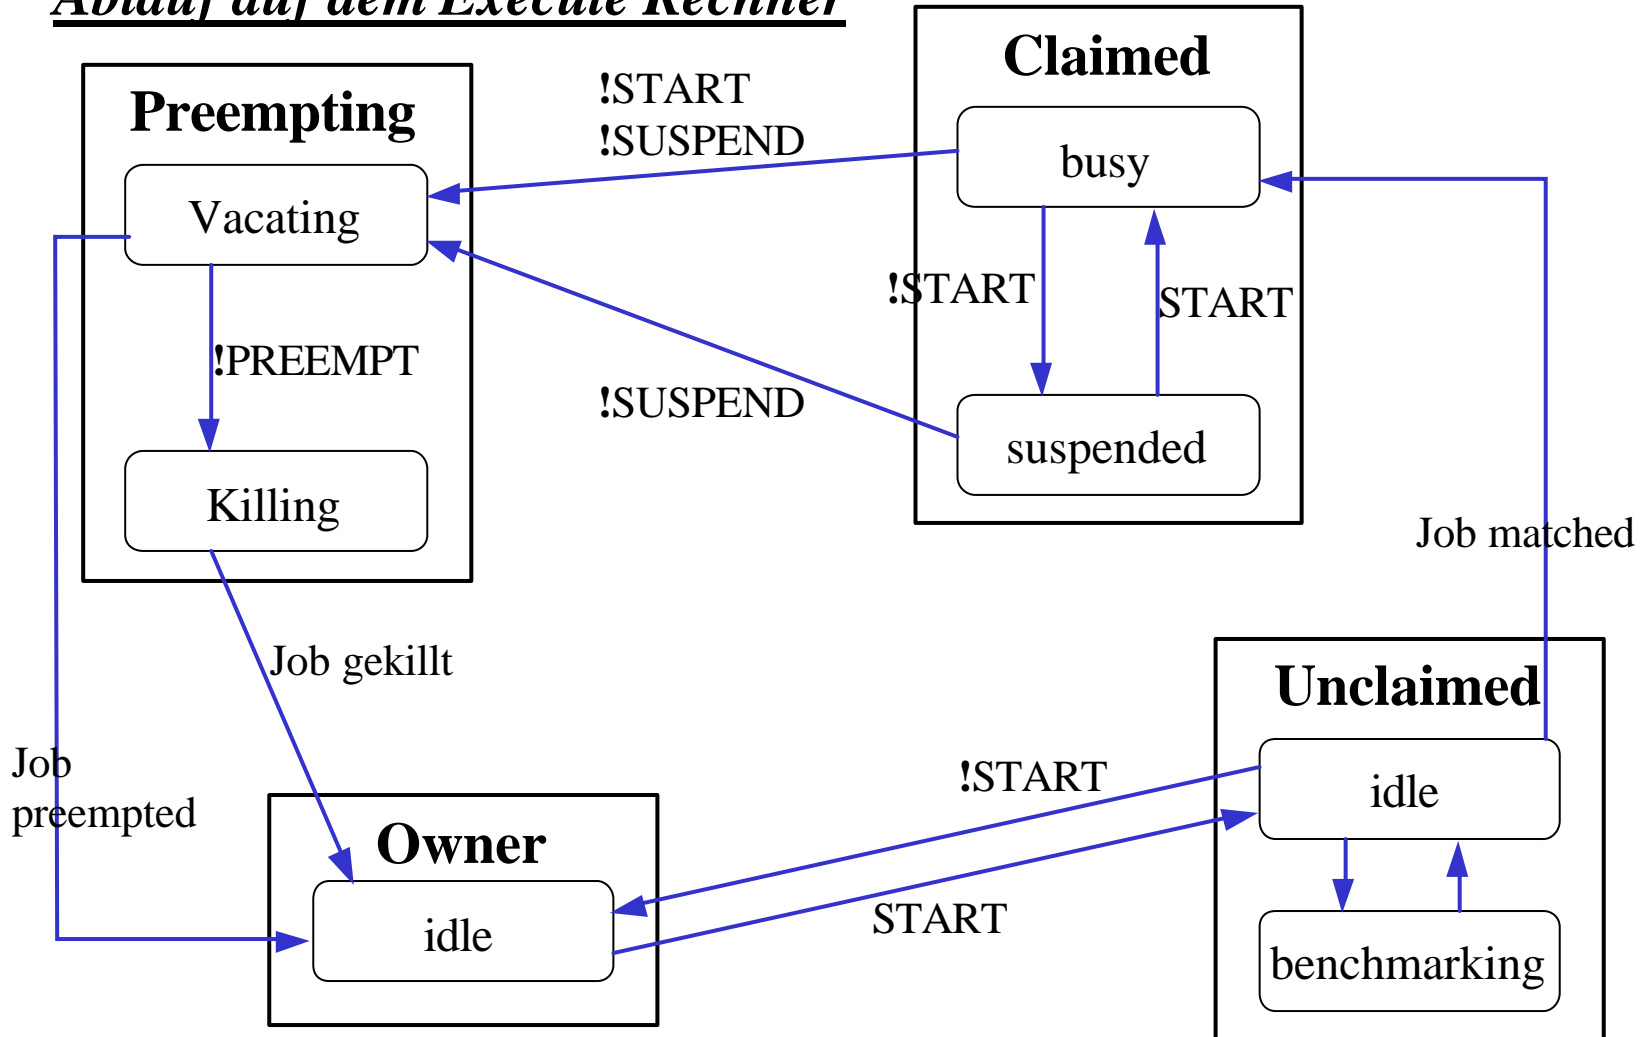 Ablauf auf dem Execute Rechner
Claimed
Preempting
!START
!SUSPEND
busy
Vacating
!START
START
!PREEMPT
!SUSPEND
suspended
Killing
Job matched
Job gekillt
Unclaimed
Job
preempted
!START
idle
Owner
START
idle
benchmarking